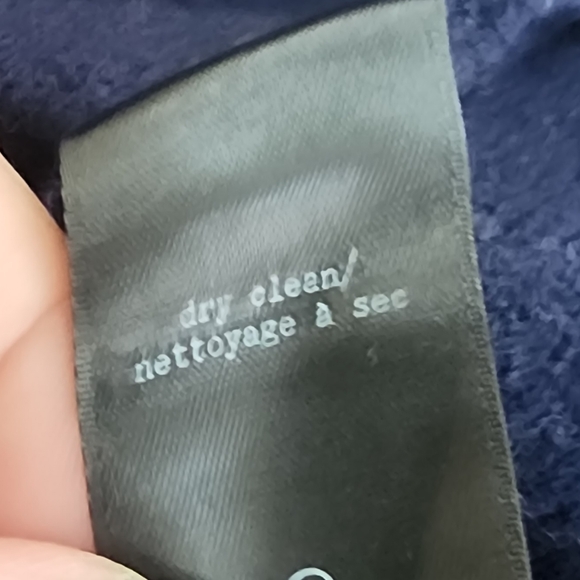 dry clean/
nettoyage à sec